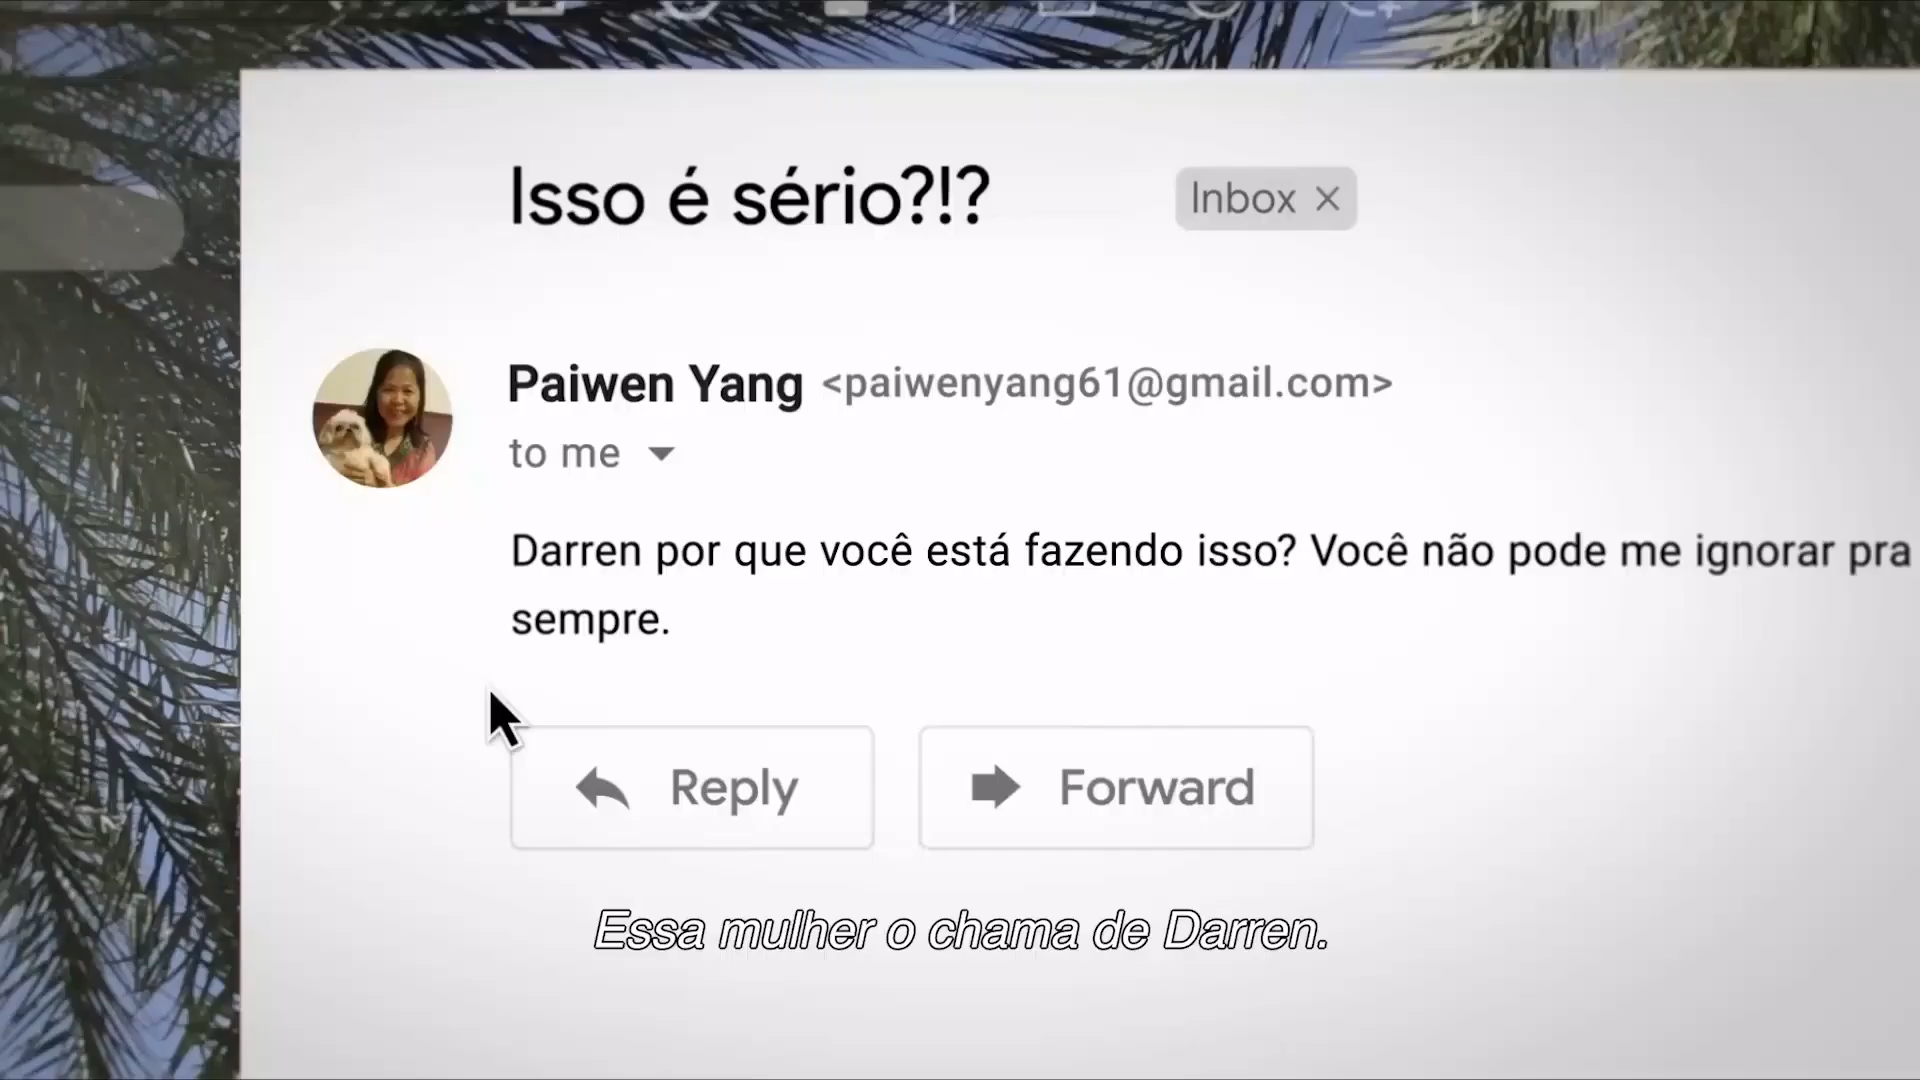 Isso é sério?!?
Inbox
Paiwen Yang <paiwenyang61@gmail.com>
to me
Darren por que você está fazendo isso? Você não pode me ignorar pra
sempre.
Reply
Forward
Essa mulher o chama de Darren.